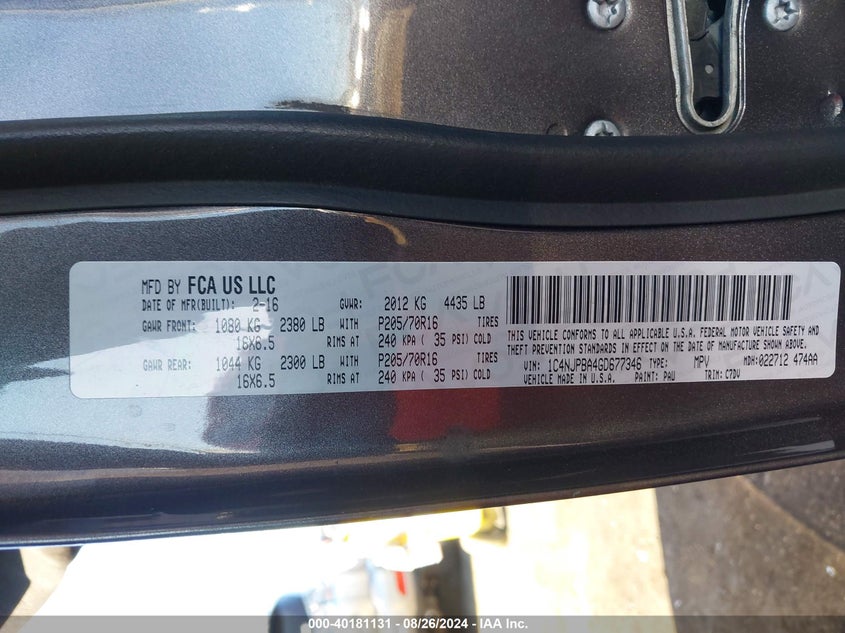 MFD BY FCA US LLC
DATE OF MFR(BUILT): 2-16 GVWR: 2012 KG 4435 LB
GAWR FRONT: 1080 KG 2380 LB WITH P205/70R16 TIRES
16X6.5 RIMS AT 240 KPA ( 35 PSI) COLD
GAWR REAR: 1044 KG 2300 LB WITH P205/70R16 TIRES
16X6.5 RIMS AT 240 KPA ( 35 PSI) COLD
THIS VEHICLE CONFORMS TO ALL APPLICABLE U.S.A. FEDERAL MOTOR VEHICLE SAFETY AND
THEFT PREVENTION STANDARDS IN EFFECT ON THE DATE OF MANUFACTURE SHOWN ABOVE.
VIN: 1C4NJPBA4GD677346 TYPE: MPV MDH:022712 474AA
VEHICLE MADE IN U.S.A. PAINT: PAU TRIM: C7DV
000-40181131 - 08/26/2024 - IAA Inc.